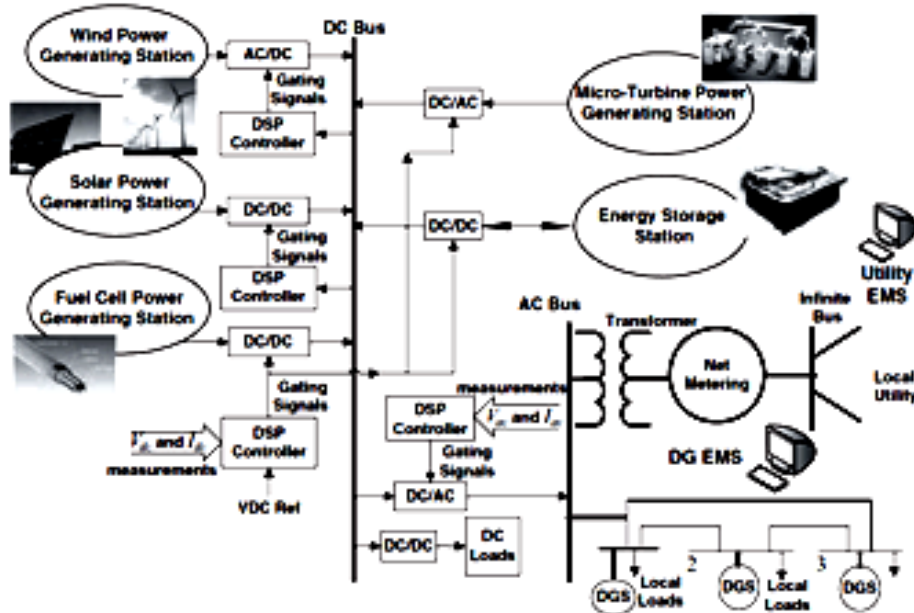 Wind Power
Generating Station
AC/DC
DC Bus
Gating
Signals
DSP
Controller
Solar Power
Generating Station
DC/DC
Gating
Signals
DSP
Controller
Fuel Cell Power
Generating Station
DC/DC
Gating
Signals
V dc and I dc
measurements
DSP
Controller
VDC Ref
DC/AC
Micro-Turbine Power
Generating Station
DC/DC
Energy Storage
Station
Utility
EMS
AC Bus
Transformer
Infinite
Bus
Net
Metering
Local
Utility
measurements
and
DSP
Controller
Gating
Signals
DG EMS
DC/AC
DC/DC
DC
Loads
2
3
DGS
Local
Loads
DGS
Local
Loads
DGS